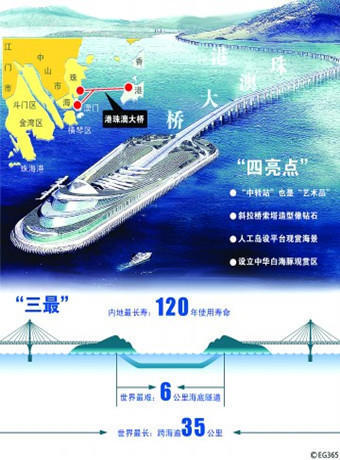 江门市
中山市
斗门区
金湾区
珠海港
珠海
澳门
横琴区
香港
港珠澳大桥
港珠澳大桥
“四亮点”
● “中转站”也是“艺术品”
● 斜拉桥索塔造型像钻石
● 人工岛设平台观赏海景
● 设立中华白海豚观赏区
“三最”
内地最长寿：120年使用寿命
世界最难：6公里海底隧道
世界最长：跨海逾35公里
©EG365